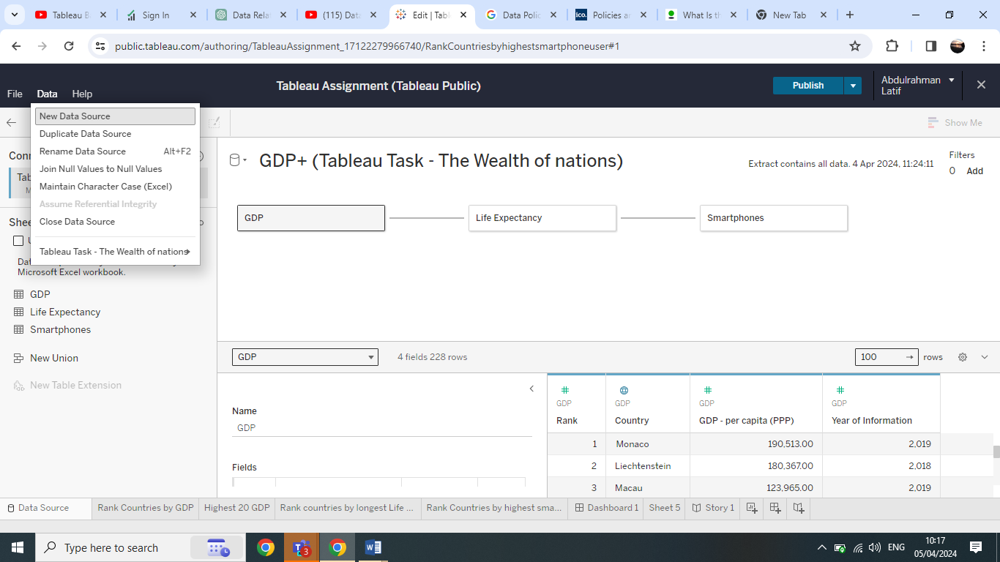 Tableau B
Sign In
Data Rela
(115) Data
Edit | Tabl
Data Polic
Policies an
What Is th
New Tab
public.tableau.com/authoring/TableauAssignment_17122279966740/RankCountriesbyhighestsmartphoneuser#1
File Data Help
Tableau Assignment (Tableau Public)
Publish
Abdulrahman
Latif
New Data Source
Duplicate Data Source
Rename Data Source Alt+F2
Join Null Values to Null Values
Maintain Character Case (Excel)
Assume Referential Integrity
Close Data Source
Tableau Task - The Wealth of nations
Show Me
Conn
Tab
M
Shee
U
Dat
Microsoft Excel workbook.
GDP
Life Expectancy
Smartphones
New Union
New Table Extension
GDP+ (Tableau Task - The Wealth of nations)
Extract contains all data. 4 Apr 2024, 11:24:11
Filters
0 Add
GDP
Life Expectancy
Smartphones
GDP
4 fields 228 rows
100 → rows
Name
GDP
Fields
GDP GDP GDP GDP
Rank Country GDP - per capita (PPP) Year of Information
1 Monaco 190,513.00 2,019
2 Liechtenstein 180,367.00 2,018
3 Macau 123,965.00 2,019
Data Source
Rank Countries by GDP
Highest 20 GDP
Rank countries by longest Life ...
Rank Countries by highest sma...
Dashboard 1
Sheet 5
Story 1
Type here to search
3
ENG
10:17
05/04/2024